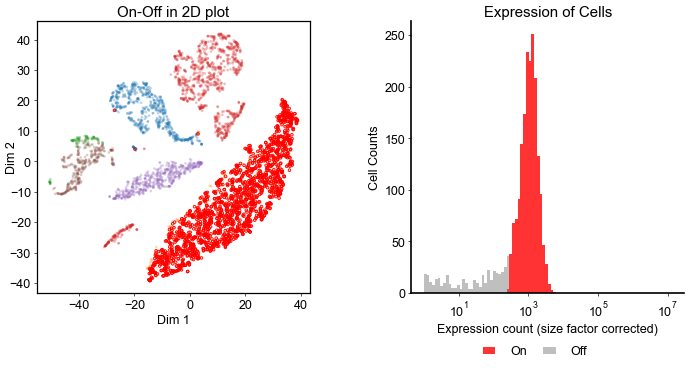 On-Off in 2D plot
Dim 2
40
30
20
10
0
−10
−20
−30
−40
−40 −20 0 20 40
Dim 1
Expression of Cells
Cell Counts
250
200
150
100
50
0
10^1 10^3 10^5 10^7
Expression count (size factor corrected)
On Off